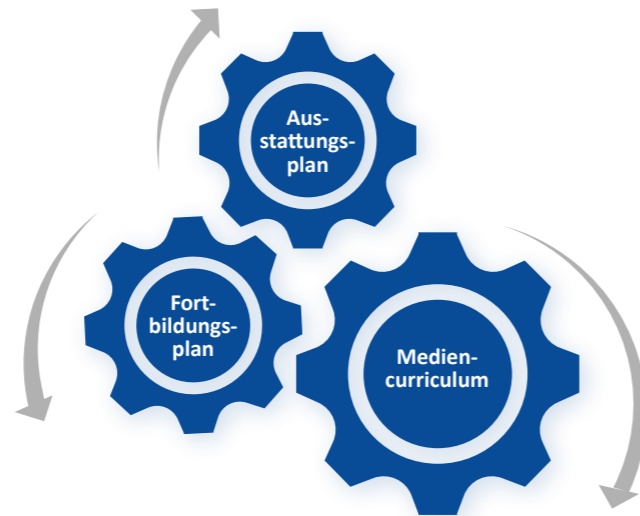 Aus-
stattungs-
plan
Fort-
bildungs-
plan
Medien-
curriculum